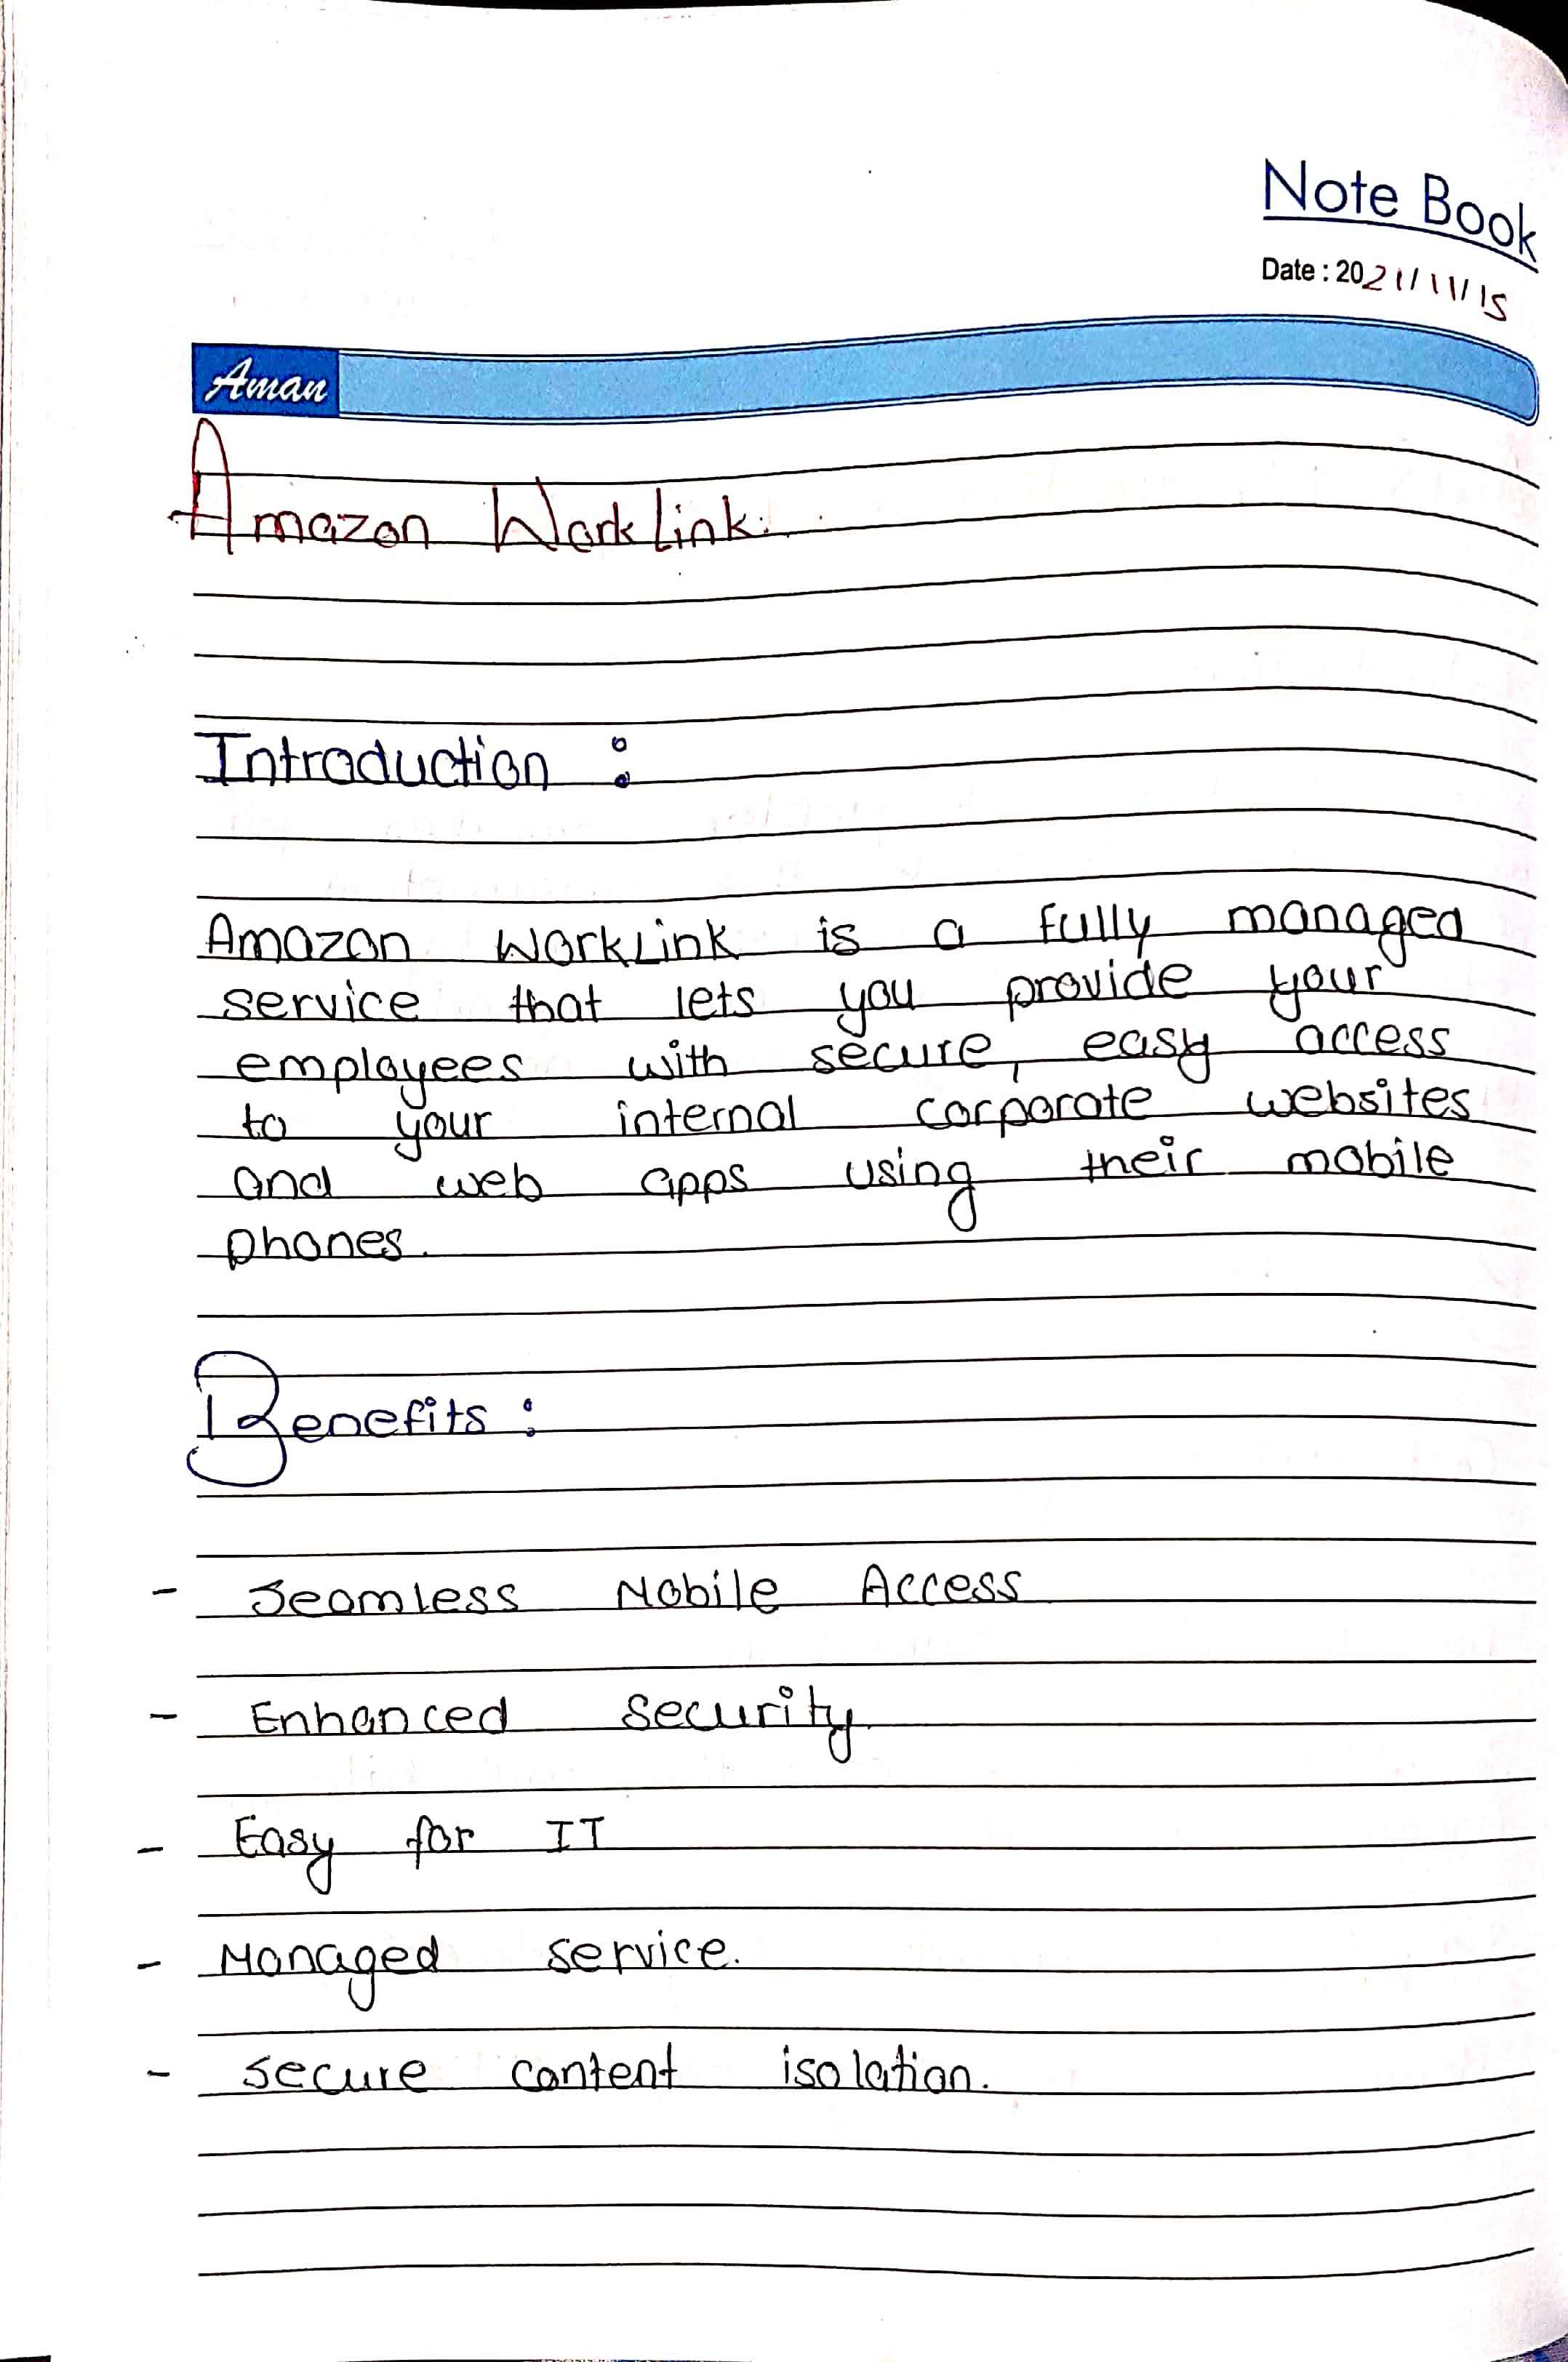 Note Book
Date : 2021/11/15
Aman
Amazon WorkLink.
Introduction :
Amazon WorkLink is a fully managed
service that lets you provide your
employees with secure, easy access
to your internal corporate websites
and web apps using their mobile
phones.
Benefits :
- Seamless Mobile Access
- Enhanced security.
- Easy for IT
- Managed service.
- secure content isolation.